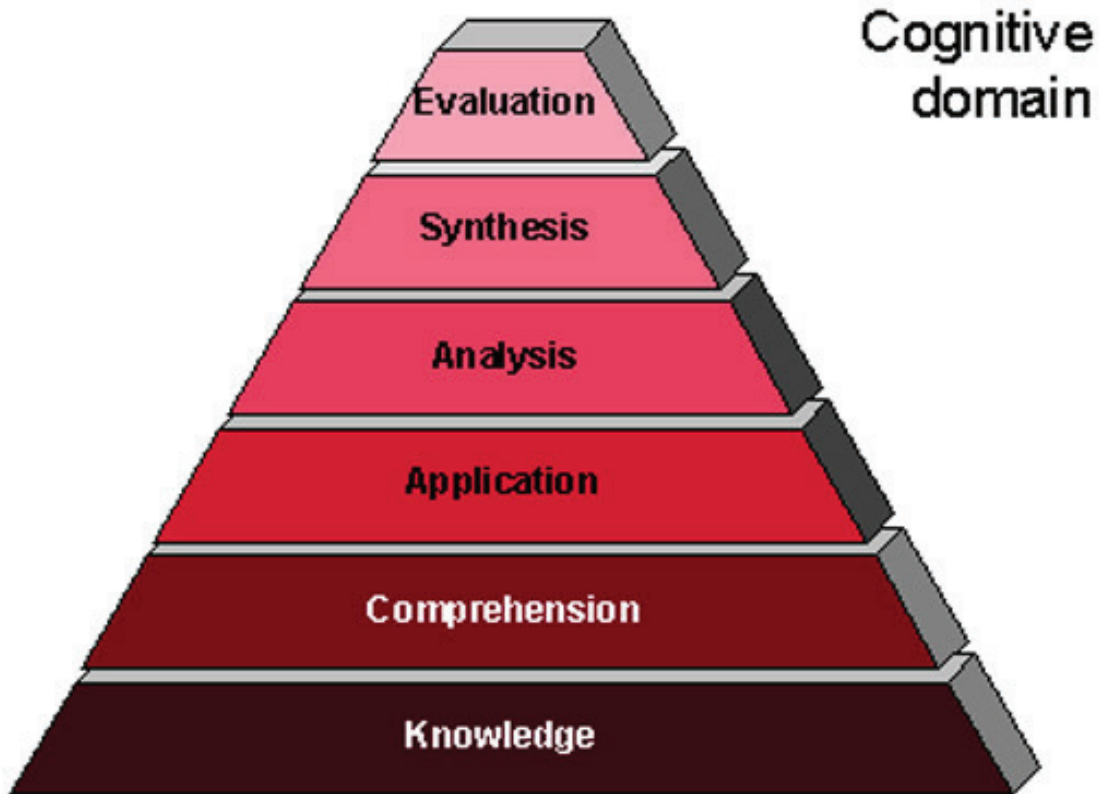 Cognitive
domain
Evaluation
Synthesis
Analysis
Application
Comprehension
Knowledge